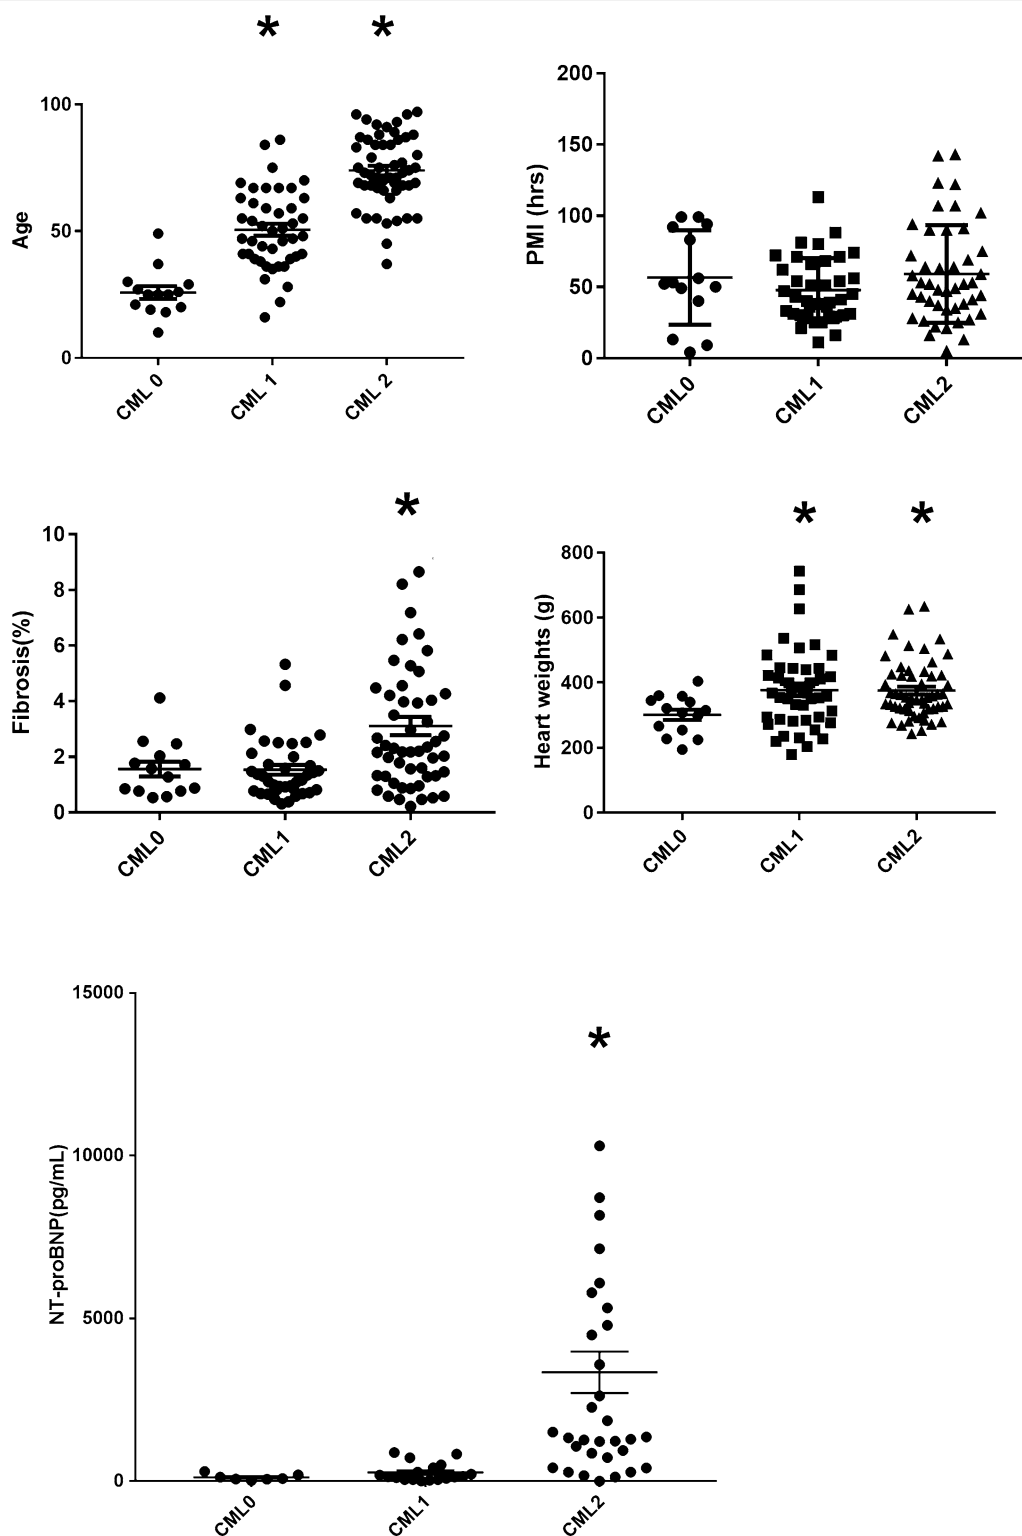 * *
Age
100
50
0
CML 0 CML 1 CML 2
PMI (hrs)
200
150
100
50
0
CML0 CML1 CML2
*
Fibrosis(%)
10
8
6
4
2
0
CML0 CML1 CML2
* *
Heart weights (g)
800
600
400
200
0
CML0 CML1 CML2
*
NT-proBNP(pg/mL)
15000
10000
5000
0
CML0 CML1 CML2